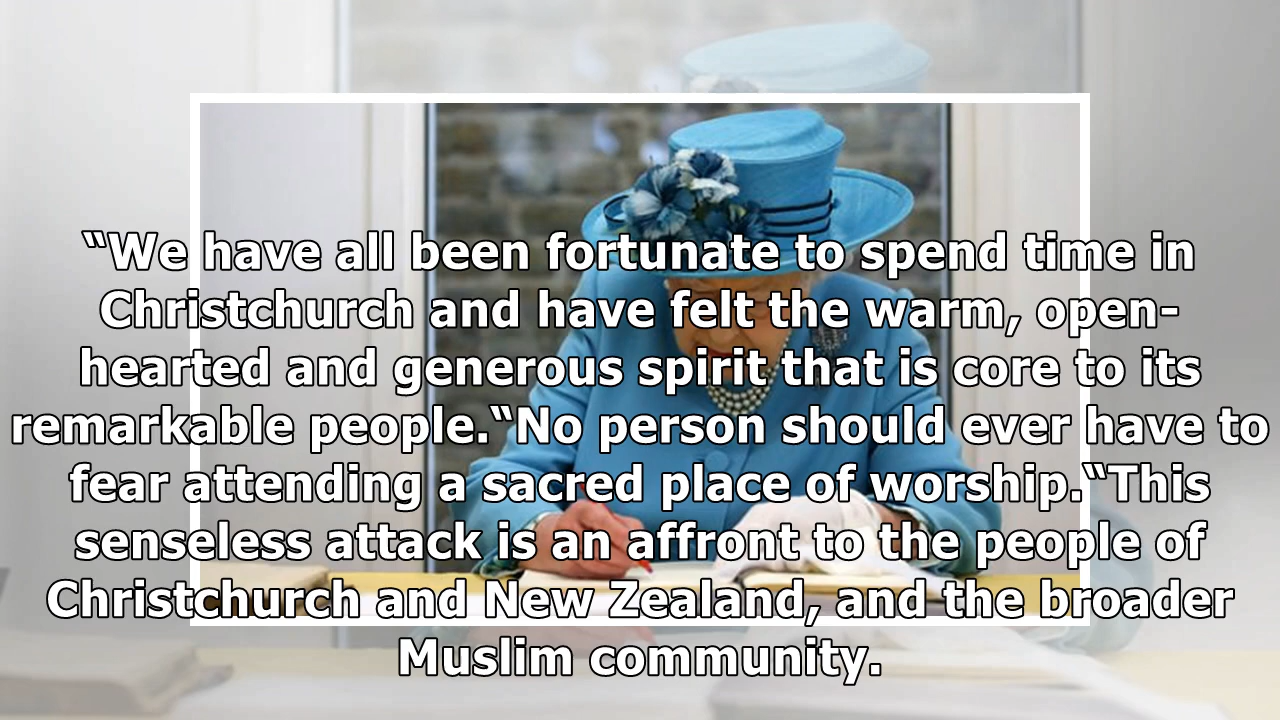 “We have all been fortunate to spend time in
Christchurch and have felt the warm, open-
hearted and generous spirit that is core to its
remarkable people.“No person should ever have to
fear attending a sacred place of worship.“This
senseless attack is an affront to the people of
Christchurch and New Zealand, and the broader
Muslim community.